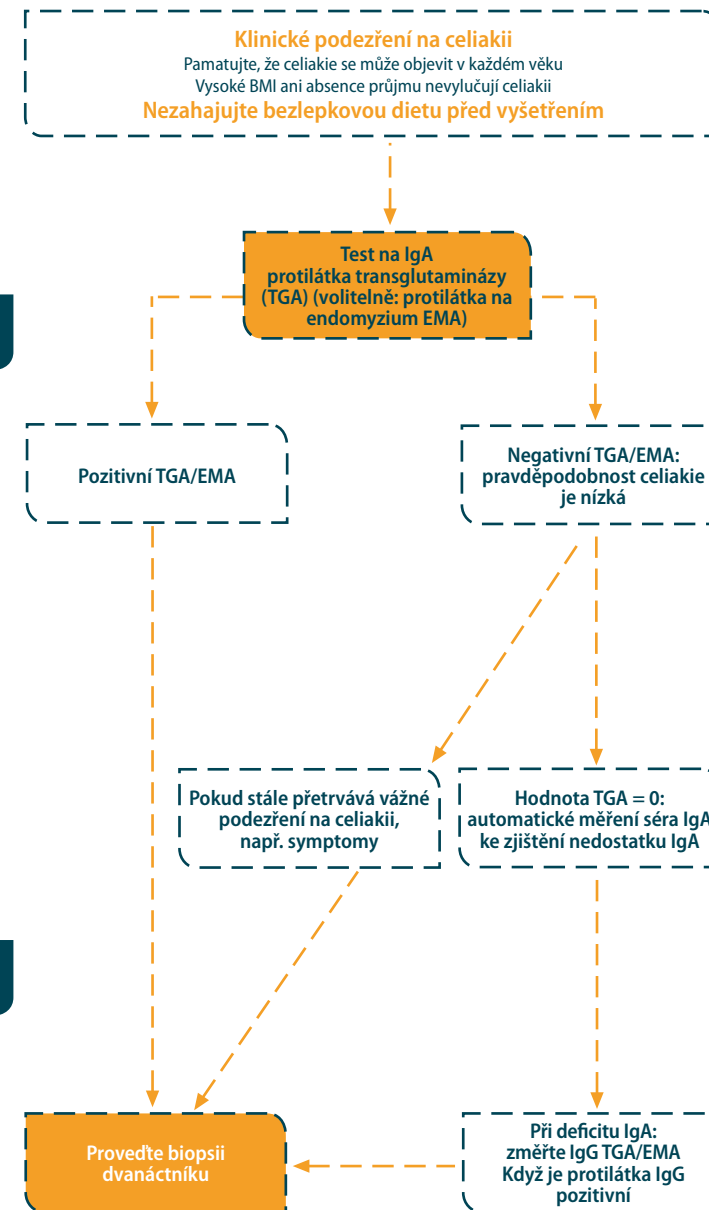 Klinické podezření na celiakii
Pamatujte, že celiakie se může objevit v každém věku
Vysoké BMI ani absence průjmu nevylučují celiakii
Nezahajujte bezlepkovou dietu před vyšetřením
Test na IgA
protilátka transglutaminázy
(TGA) (volitelně: protilátka na
endomyzium EMA)
Pozitivní TGA/EMA
Negativní TGA/EMA:
pravděpodobnost celiakie
je nízká
Pokud stále přetrvává vážné
podezření na celiakii,
např. symptomy
Hodnota TGA = 0:
automatické měření séra IgA
ke zjištění nedostatku IgA
Proveďte biopsii
dvanáctníku
Při deficitu IgA:
změřte IgG TGA/EMA
Když je protilátka IgG
pozitivní